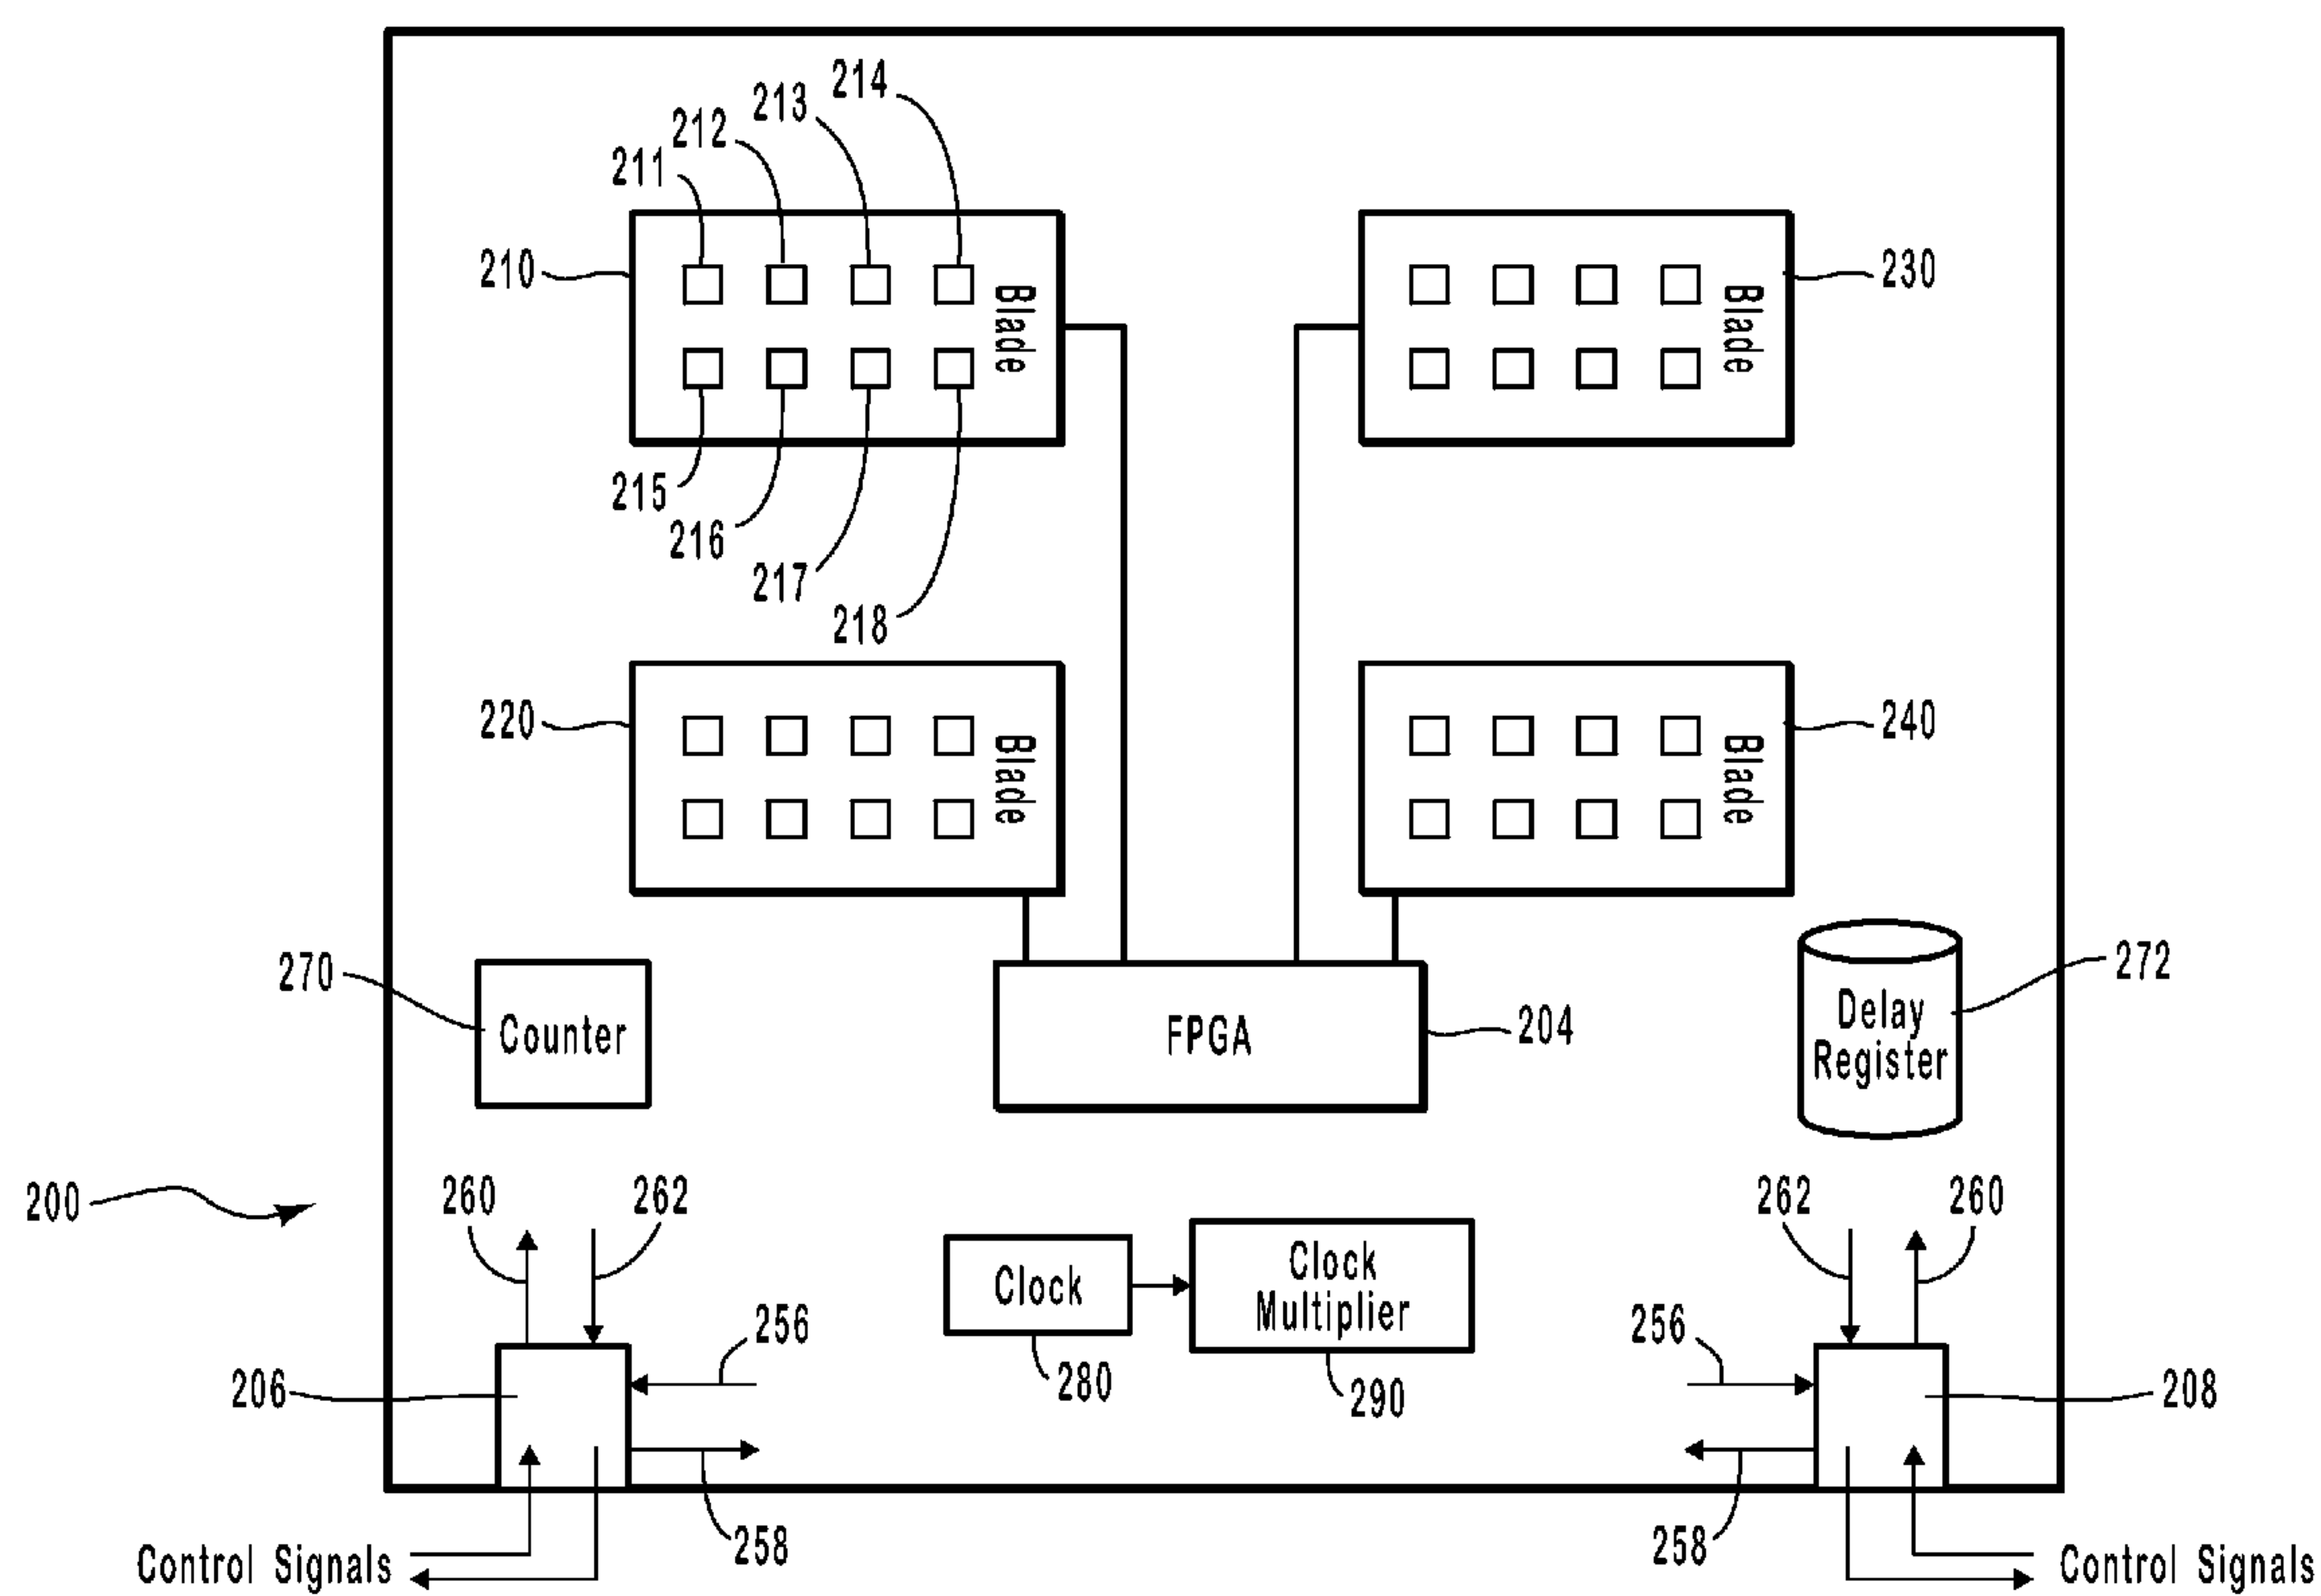 214
213
212
211
210
Blade
230
Blade
215
216
217
218
220
Blade
240
Blade
270
Counter
FPGA
204
Delay
Register
272
200
260
262
262
260
Clock
Clock
Multiplier
256
256
280
290
206
208
258
258
Control Signals
Control Signals